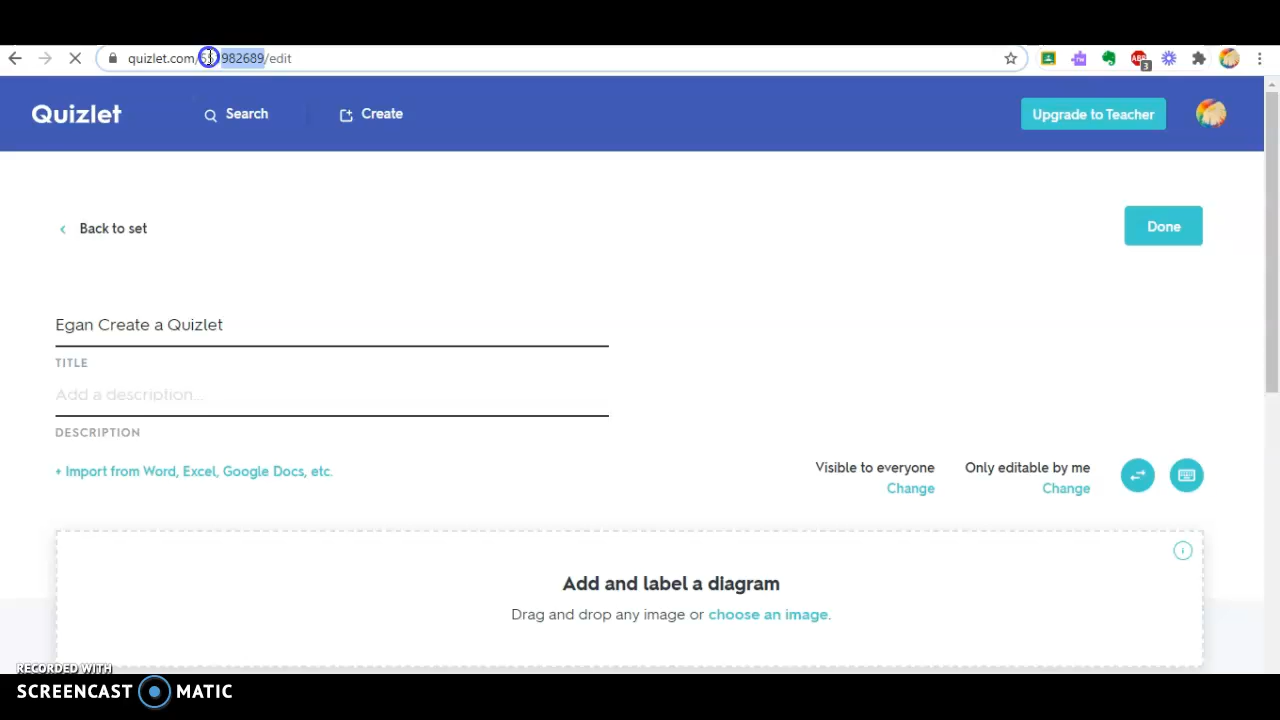 982689/edit
quizlet.com/
Quizlet
Search
Create
Upgrade to Teacher
Back to set
Done
Egan Create a Quizlet
TITLE
Add a description...
DESCRIPTION
+ Import from Word, Excel, Google Docs, etc.
Visible to everyone
Change
Only editable by me
Change
Add and label a diagram
Drag and drop any image or choose an image.
RECORDED WITH
SCREENCAST MATIC
ABP
3